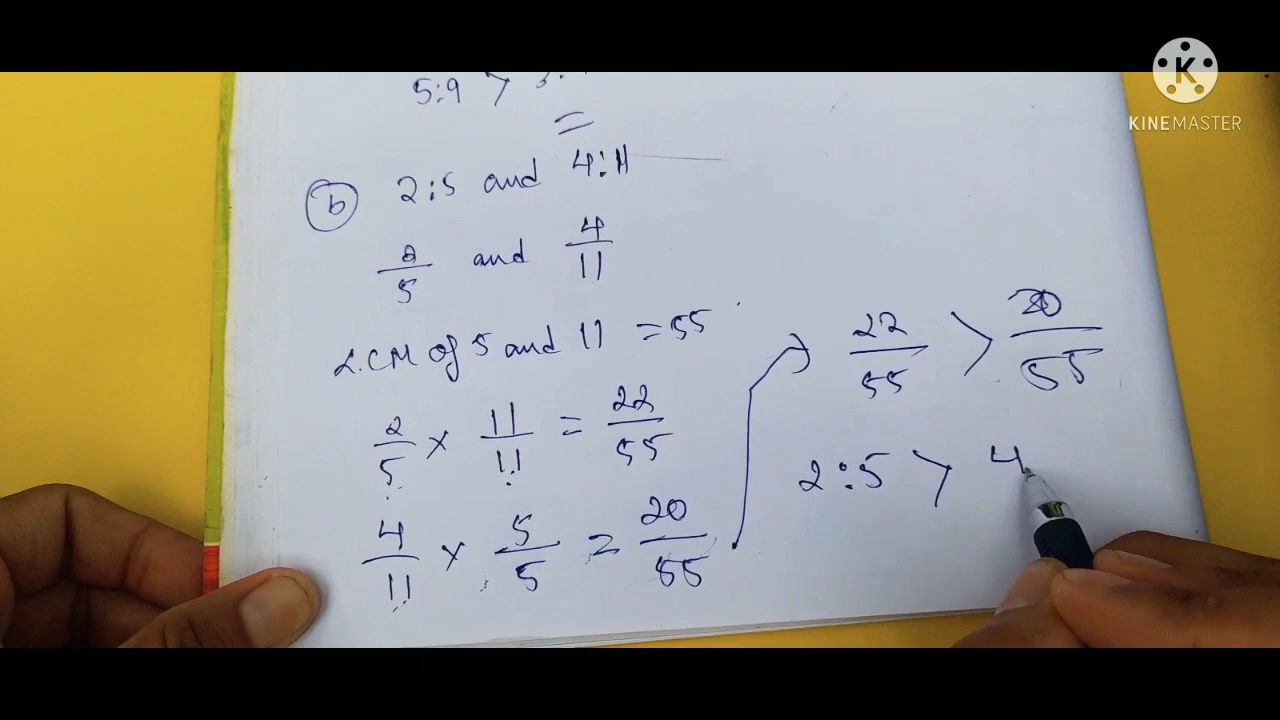 5:9 >
=
b 2:5 and 4:11
2/5 and 4/11
L.CM of 5 and 11 = 55
2/5 × 11/11 = 22/55
4/11 × 5/5 = 20/55
22/55 > 20/55
2:5 > 4
K
KINEMASTER